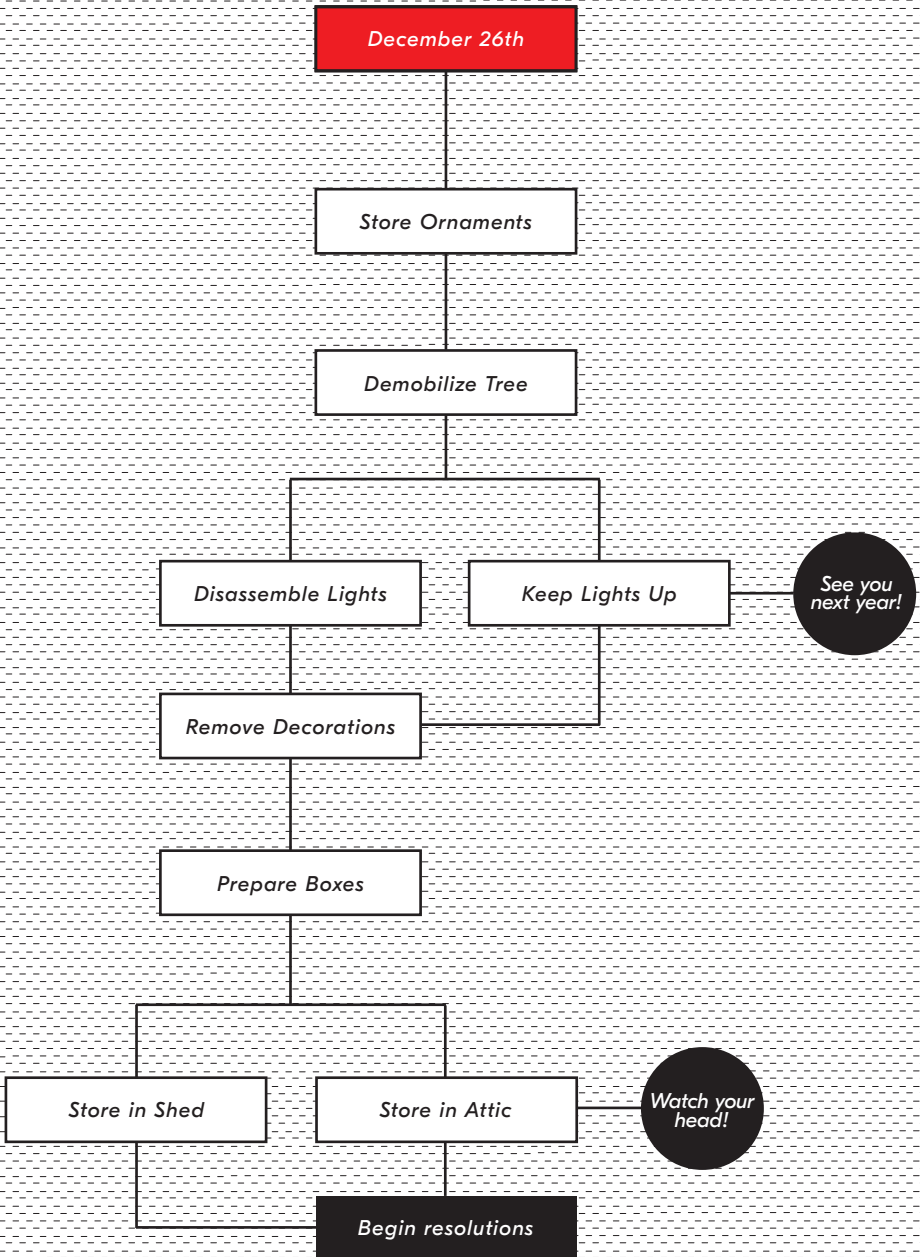 December 26th
Store Ornaments
Demobilize Tree
Disassemble Lights
Keep Lights Up
See you
next year!
Remove Decorations
Prepare Boxes
Store in Shed
Store in Attic
Watch your
head!
Begin resolutions